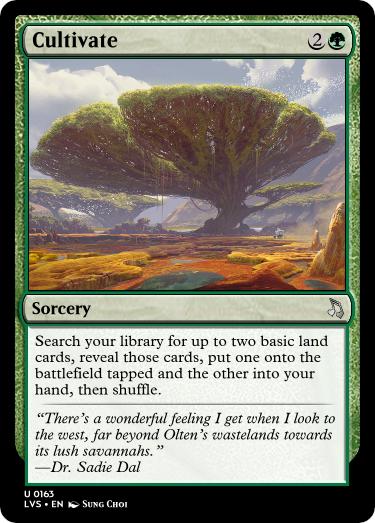 Cultivate 2
Sorcery
Search your library for up to two basic land
cards, reveal those cards, put one onto the
battlefield tapped and the other into your
hand, then shuffle.
“There’s a wonderful feeling I get when I look to
the west, far beyond Olten’s wastelands towards
its lush savannahs.”
—Dr. Sadie Dal
U 0163
LVS • EN Sung Choi